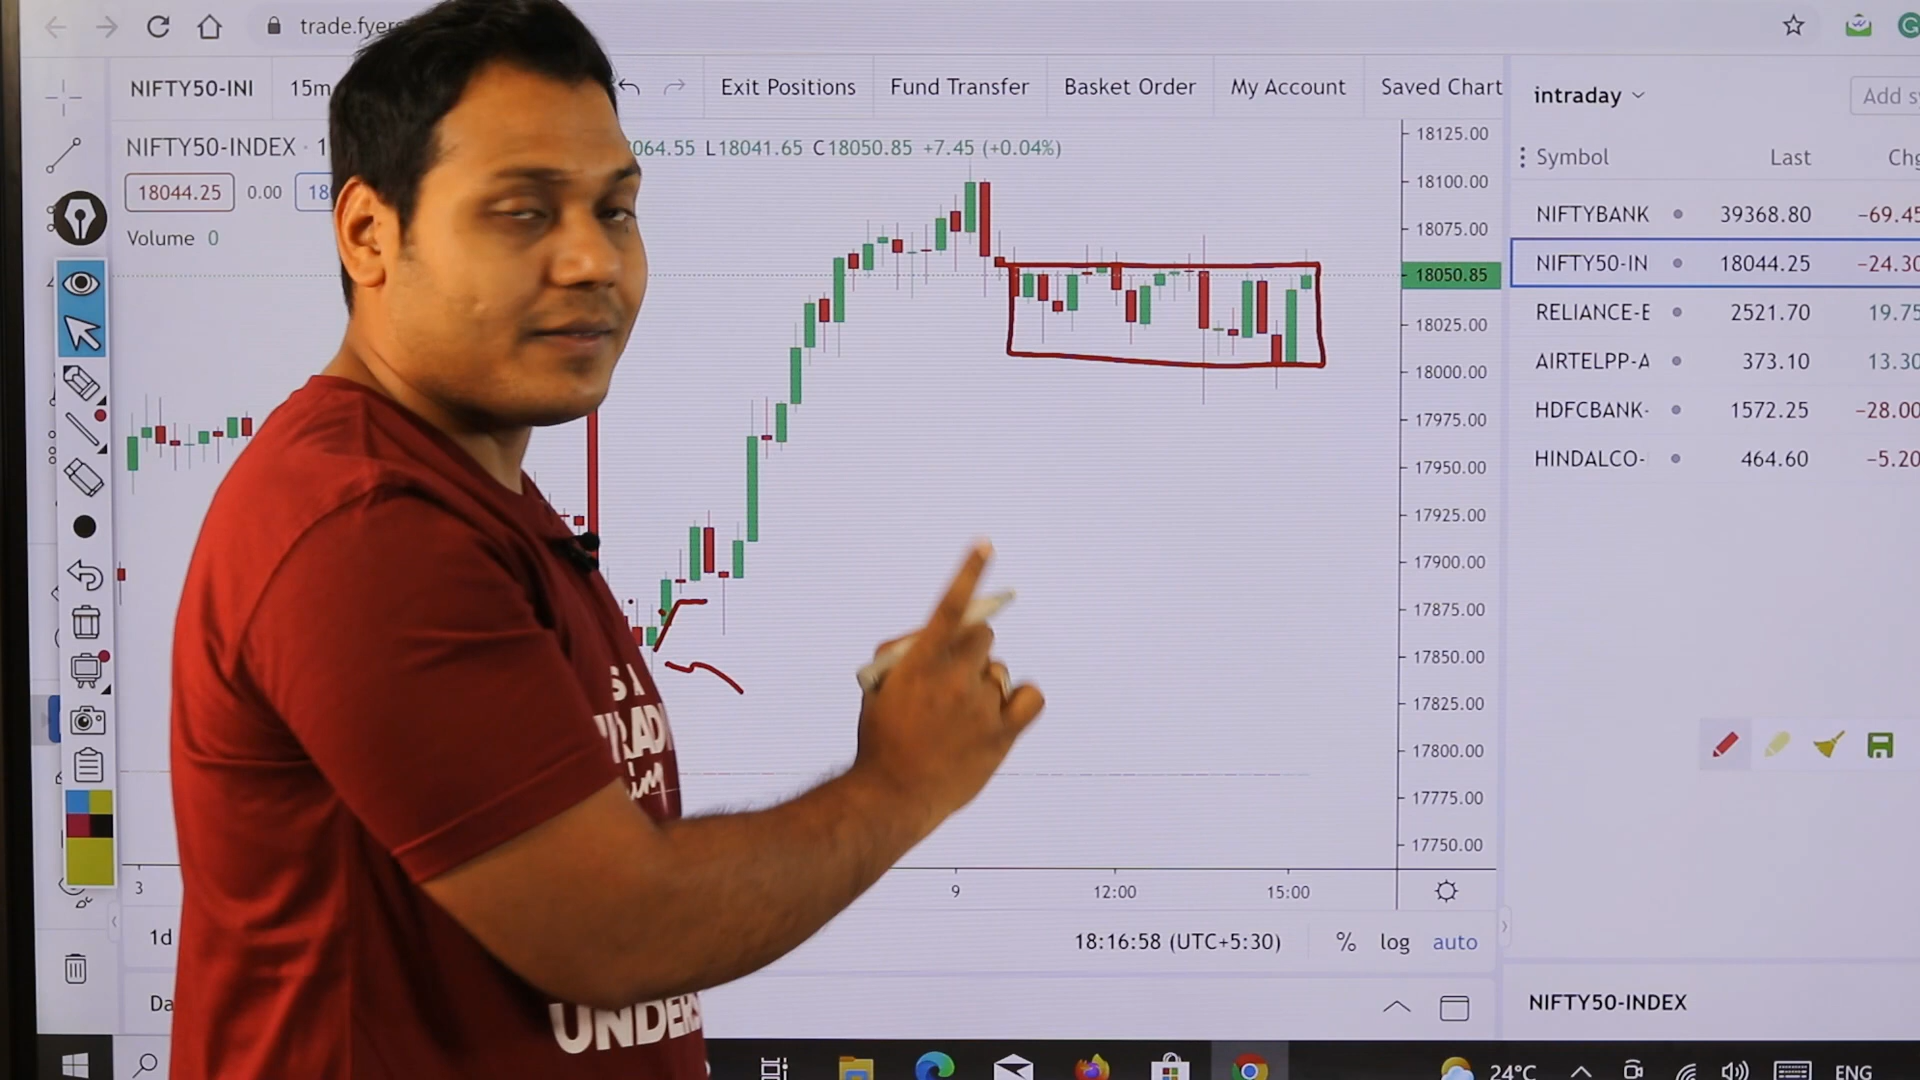 trade.fyers
NIFTY50-INI 15m Exit Positions Fund Transfer Basket Order My Account Saved Chart
intraday Add sy
NIFTY50-INDEX · 1 064.55 L18041.65 C18050.85 +7.45 (+0.04%)
18044.25 0.00 18
Volume 0
Symbol Last Chg
NIFTYBANK 39368.80 −69.45
NIFTY50-IN 18044.25 −24.30
RELIANCE-E 2521.70 19.75
AIRTELPP-A 373.10 13.30
HDFCBANK- 1572.25 −28.00
HINDALCO- 464.60 −5.20
18125.00
18100.00
18075.00
18050.85
18025.00
18000.00
17975.00
17950.00
17925.00
17900.00
17875.00
17850.00
17825.00
17800.00
17775.00
17750.00
3 9 12:00 15:00
1d 18:16:58 (UTC+5:30) % log auto
Da
NIFTY50-INDEX
S A
TRAD
UNDERS
24°C ENG